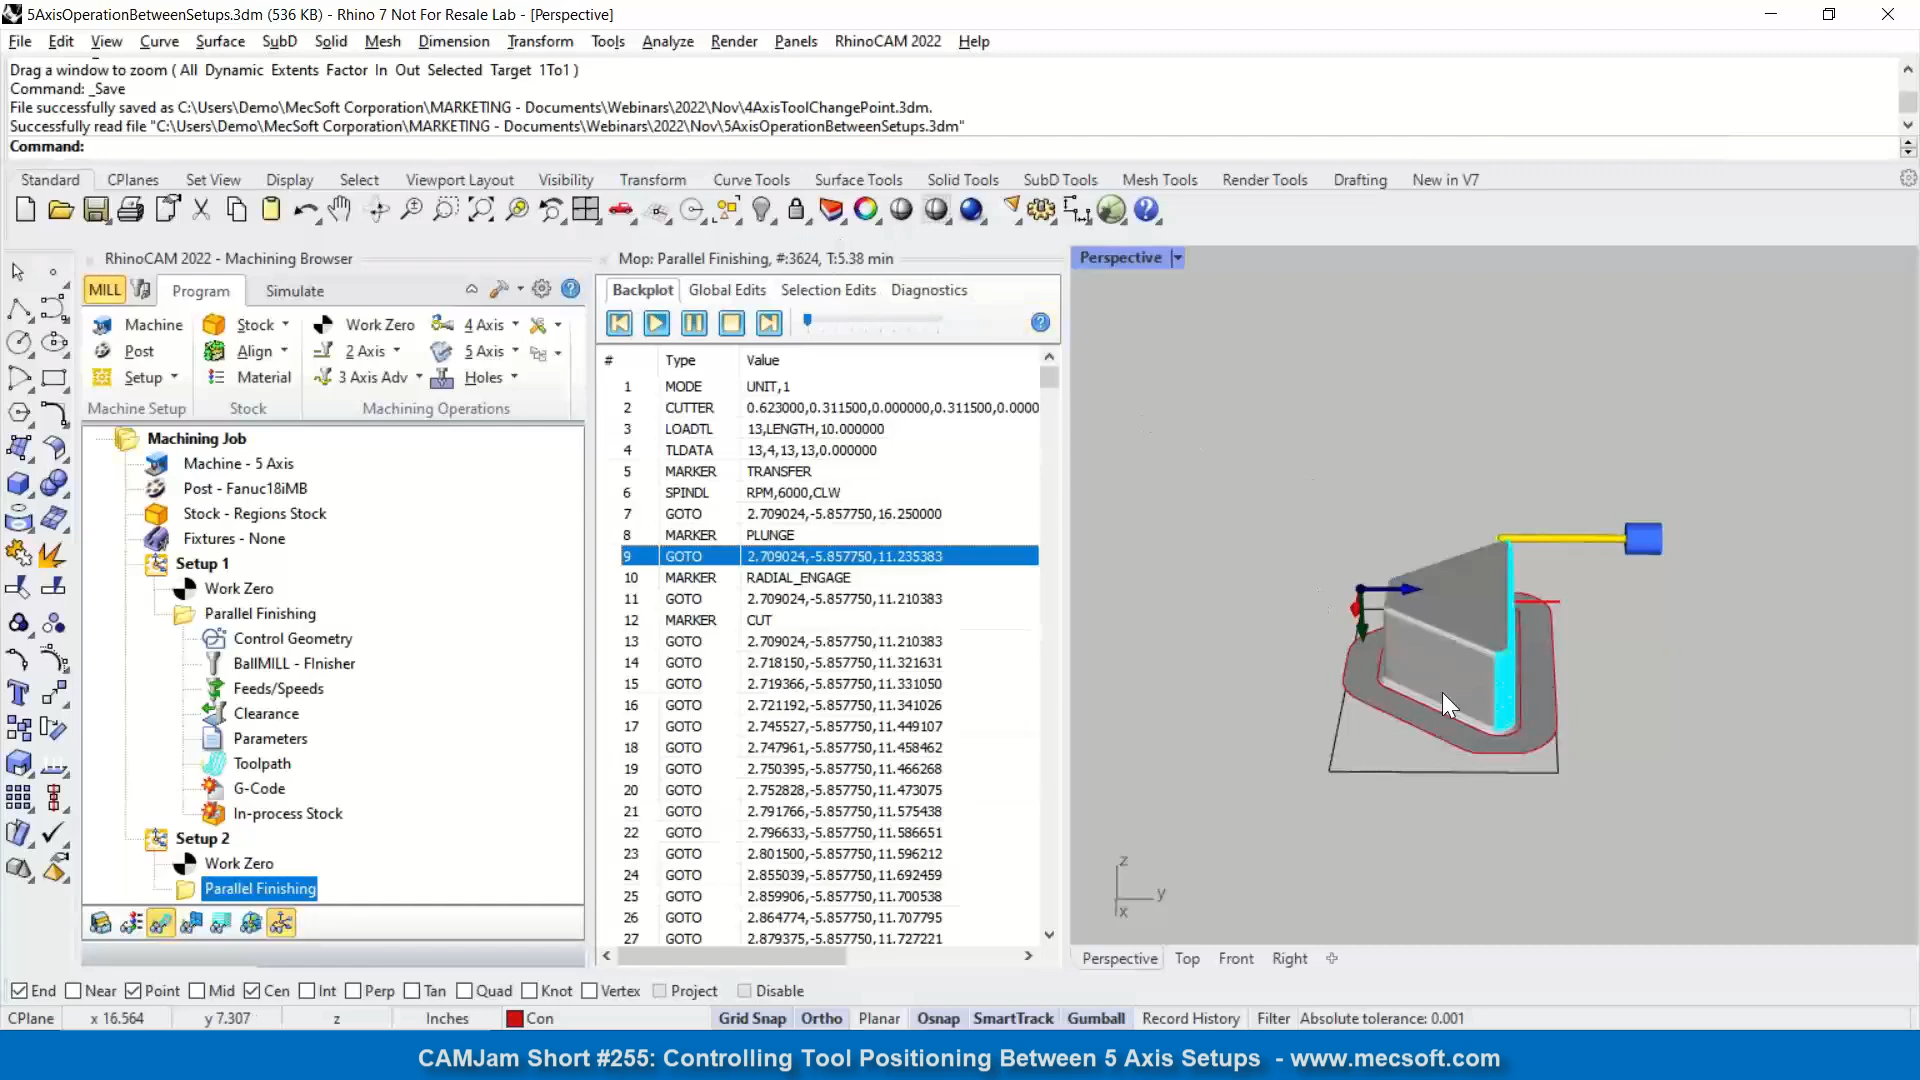 5AxisOperationBetweenSetups.3dm (536 KB) - Rhino 7 Not For Resale Lab - [Perspective]
File Edit View Curve Surface SubD Solid Mesh Dimension Transform Tools Analyze Render Panels RhinoCAM 2022 Help
Drag a window to zoom ( All Dynamic Extents Factor In Out Selected Target 1To1 )
Command: _Save
File successfully saved as C:\Users\Demo\MecSoft Corporation\MARKETING - Documents\Webinars\2022\Nov\4AxisToolChangePoint.3dm.
Successfully read file "C:\Users\Demo\MecSoft Corporation\MARKETING - Documents\Webinars\2022\Nov\5AxisOperationBetweenSetups.3dm"
Command:
Standard CPlanes Set View Display Select Viewport Layout Visibility Transform Curve Tools Surface Tools Solid Tools SubD Tools Mesh Tools Render Tools Drafting New in V7
RhinoCAM 2022 - Machining Browser
MILL Program Simulate
Machine Stock Work Zero 4 Axis
Post Align 2 Axis 5 Axis
Setup Material 3 Axis Adv Holes
Machine Setup Stock Machining Operations
Machining Job
Machine - 5 Axis
Post - Fanuc18iMB
Stock - Regions Stock
Fixtures - None
Setup 1
Work Zero
Parallel Finishing
Control Geometry
BallMILL - FInisher
Feeds/Speeds
Clearance
Parameters
Toolpath
G-Code
In-process Stock
Setup 2
Work Zero
Parallel Finishing
Mop: Parallel Finishing, #:3624, T:5.38 min
Backplot Global Edits Selection Edits Diagnostics
# Type Value
1 MODE UNIT,1
2 CUTTER 0.623000,0.311500,0.000000,0.311500,0.0000
3 LOADTL 13,LENGTH,10.000000
4 TLDATA 13,4,13,13,0.000000
5 MARKER TRANSFER
6 SPINDL RPM,6000,CLW
7 GOTO 2.709024,-5.857750,16.250000
8 MARKER PLUNGE
9 GOTO 2.709024,-5.857750,11.235383
10 MARKER RADIAL_ENGAGE
11 GOTO 2.709024,-5.857750,11.210383
12 MARKER CUT
13 GOTO 2.709024,-5.857750,11.210383
14 GOTO 2.718150,-5.857750,11.321631
15 GOTO 2.719366,-5.857750,11.331050
16 GOTO 2.721192,-5.857750,11.341026
17 GOTO 2.745527,-5.857750,11.449107
18 GOTO 2.747961,-5.857750,11.458462
19 GOTO 2.750395,-5.857750,11.466268
20 GOTO 2.752828,-5.857750,11.473075
21 GOTO 2.791766,-5.857750,11.575438
22 GOTO 2.796633,-5.857750,11.586651
23 GOTO 2.801500,-5.857750,11.596212
24 GOTO 2.855039,-5.857750,11.692459
25 GOTO 2.859906,-5.857750,11.700538
26 GOTO 2.864774,-5.857750,11.707795
27 GOTO 2.879375,-5.857750,11.727221
Perspective
z
y
x
Perspective Top Front Right
End Near Point Mid Cen Int Perp Tan Quad Knot Vertex Project Disable
CPlane x 16.564 y 7.307 z Inches Con Grid Snap Ortho Planar Osnap SmartTrack Gumball Record History Filter Absolute tolerance: 0.001
CAMJam Short #255: Controlling Tool Positioning Between 5 Axis Setups - www.mecsoft.com